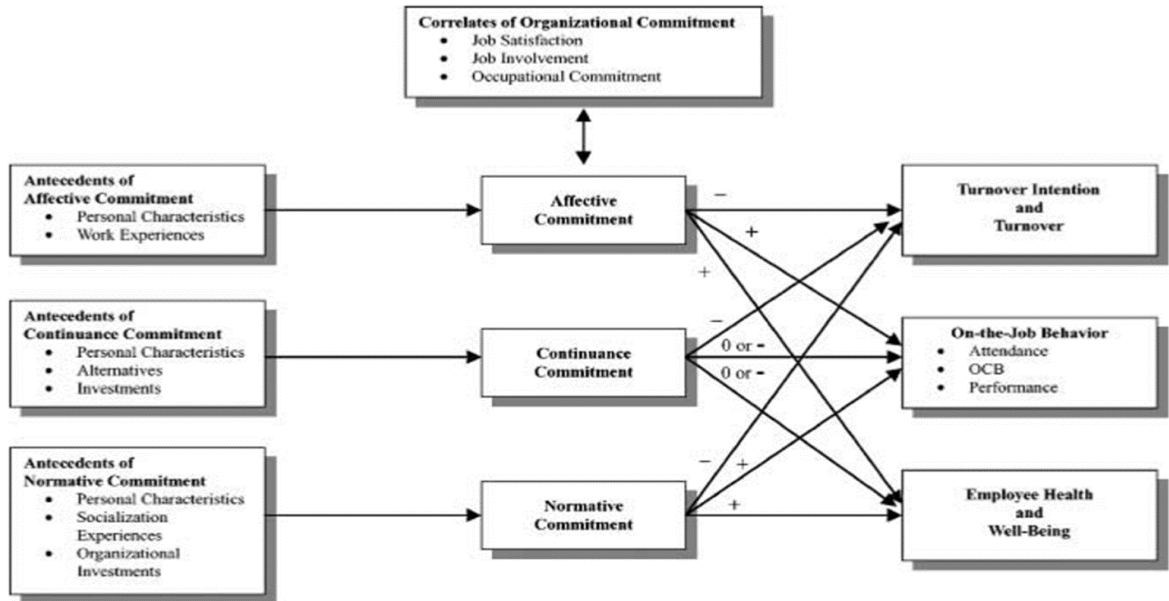 Correlates of Organizational Commitment
• Job Satisfaction
• Job Involvement
• Occupational Commitment
Antecedents of
Affective Commitment
• Personal Characteristics
• Work Experiences
Affective
Commitment
Turnover Intention
and
Turnover
−
+
+
Antecedents of
Continuance Commitment
• Personal Characteristics
• Alternatives
• Investments
Continuance
Commitment
−
0 or -
0 or -
On-the-Job Behavior
• Attendance
• OCB
• Performance
Antecedents of
Normative Commitment
• Personal Characteristics
• Socialization
Experiences
• Organizational
Investments
Normative
Commitment
−
+
+
Employee Health
and
Well-Being